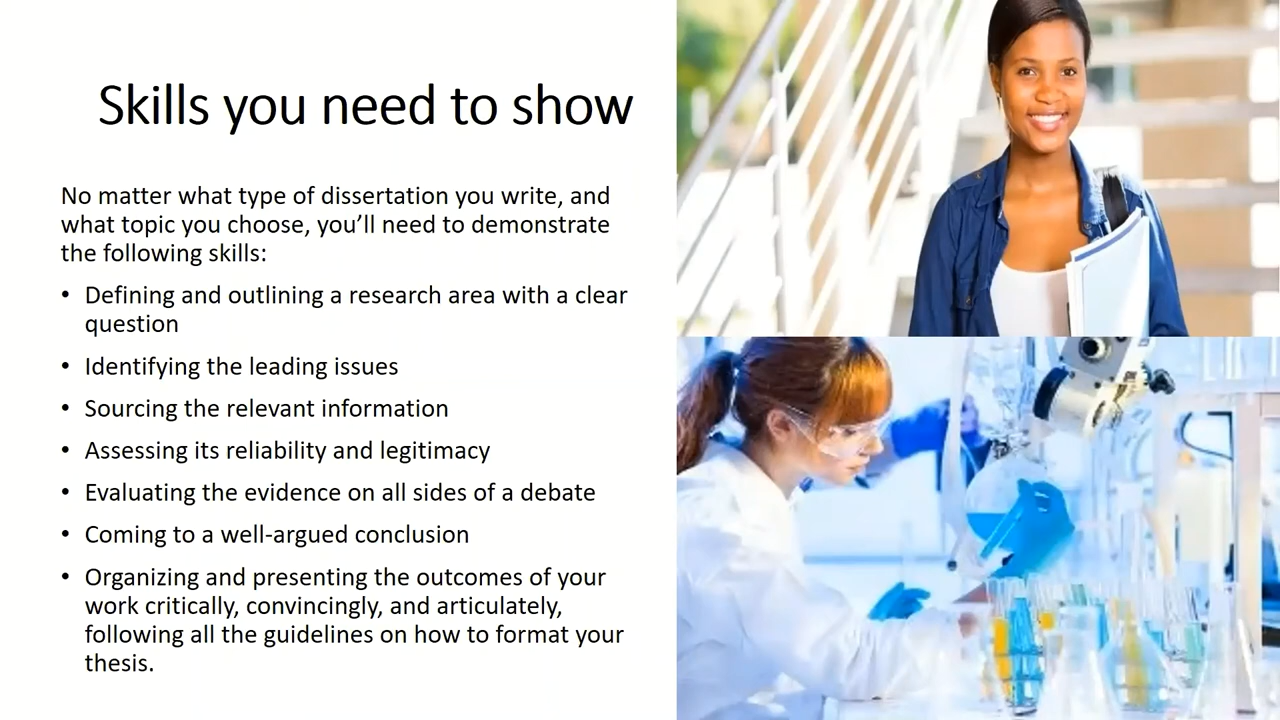 Skills you need to show
No matter what type of dissertation you write, and
what topic you choose, you’ll need to demonstrate
the following skills:
• Defining and outlining a research area with a clear
question
• Identifying the leading issues
• Sourcing the relevant information
• Assessing its reliability and legitimacy
• Evaluating the evidence on all sides of a debate
• Coming to a well-argued conclusion
• Organizing and presenting the outcomes of your
work critically, convincingly, and articulately,
following all the guidelines on how to format your
thesis.